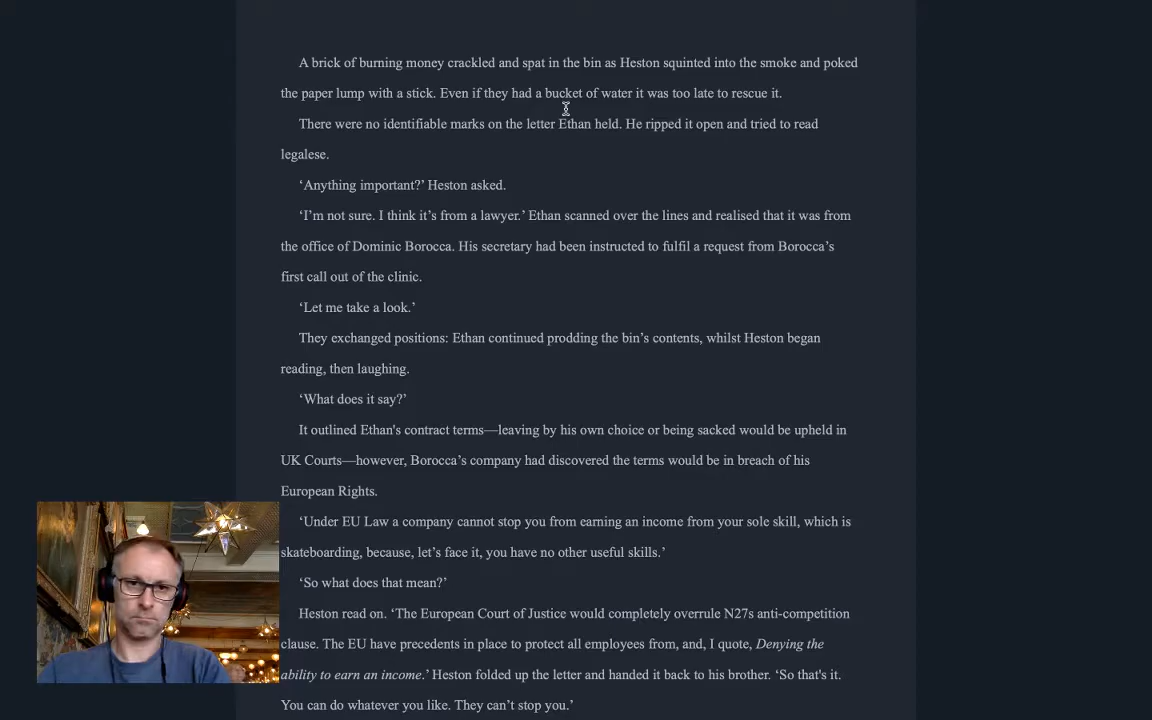 A brick of burning money crackled and spat in the bin as Heston squinted into the smoke and poked
the paper lump with a stick. Even if they had a bucket of water it was too late to rescue it.
There were no identifiable marks on the letter Ethan held. He ripped it open and tried to read
legalese.
‘Anything important?’ Heston asked.
‘I’m not sure. I think it’s from a lawyer.’ Ethan scanned over the lines and realised that it was from
the office of Dominic Borocca. His secretary had been instructed to fulfil a request from Borocca’s
first call out of the clinic.
‘Let me take a look.’
They exchanged positions: Ethan continued prodding the bin’s contents, whilst Heston began
reading, then laughing.
‘What does it say?’
It outlined Ethan's contract terms—leaving by his own choice or being sacked would be upheld in
UK Courts—however, Borocca’s company had discovered the terms would be in breach of his
European Rights.
‘Under EU Law a company cannot stop you from earning an income from your sole skill, which is
skateboarding, because, let’s face it, you have no other useful skills.’
‘So what does that mean?’
Heston read on. ‘The European Court of Justice would completely overrule N27s anti-competition
clause. The EU have precedents in place to protect all employees from, and, I quote, Denying the
ability to earn an income.’ Heston folded up the letter and handed it back to his brother. ‘So that's it.
You can do whatever you like. They can’t stop you.’